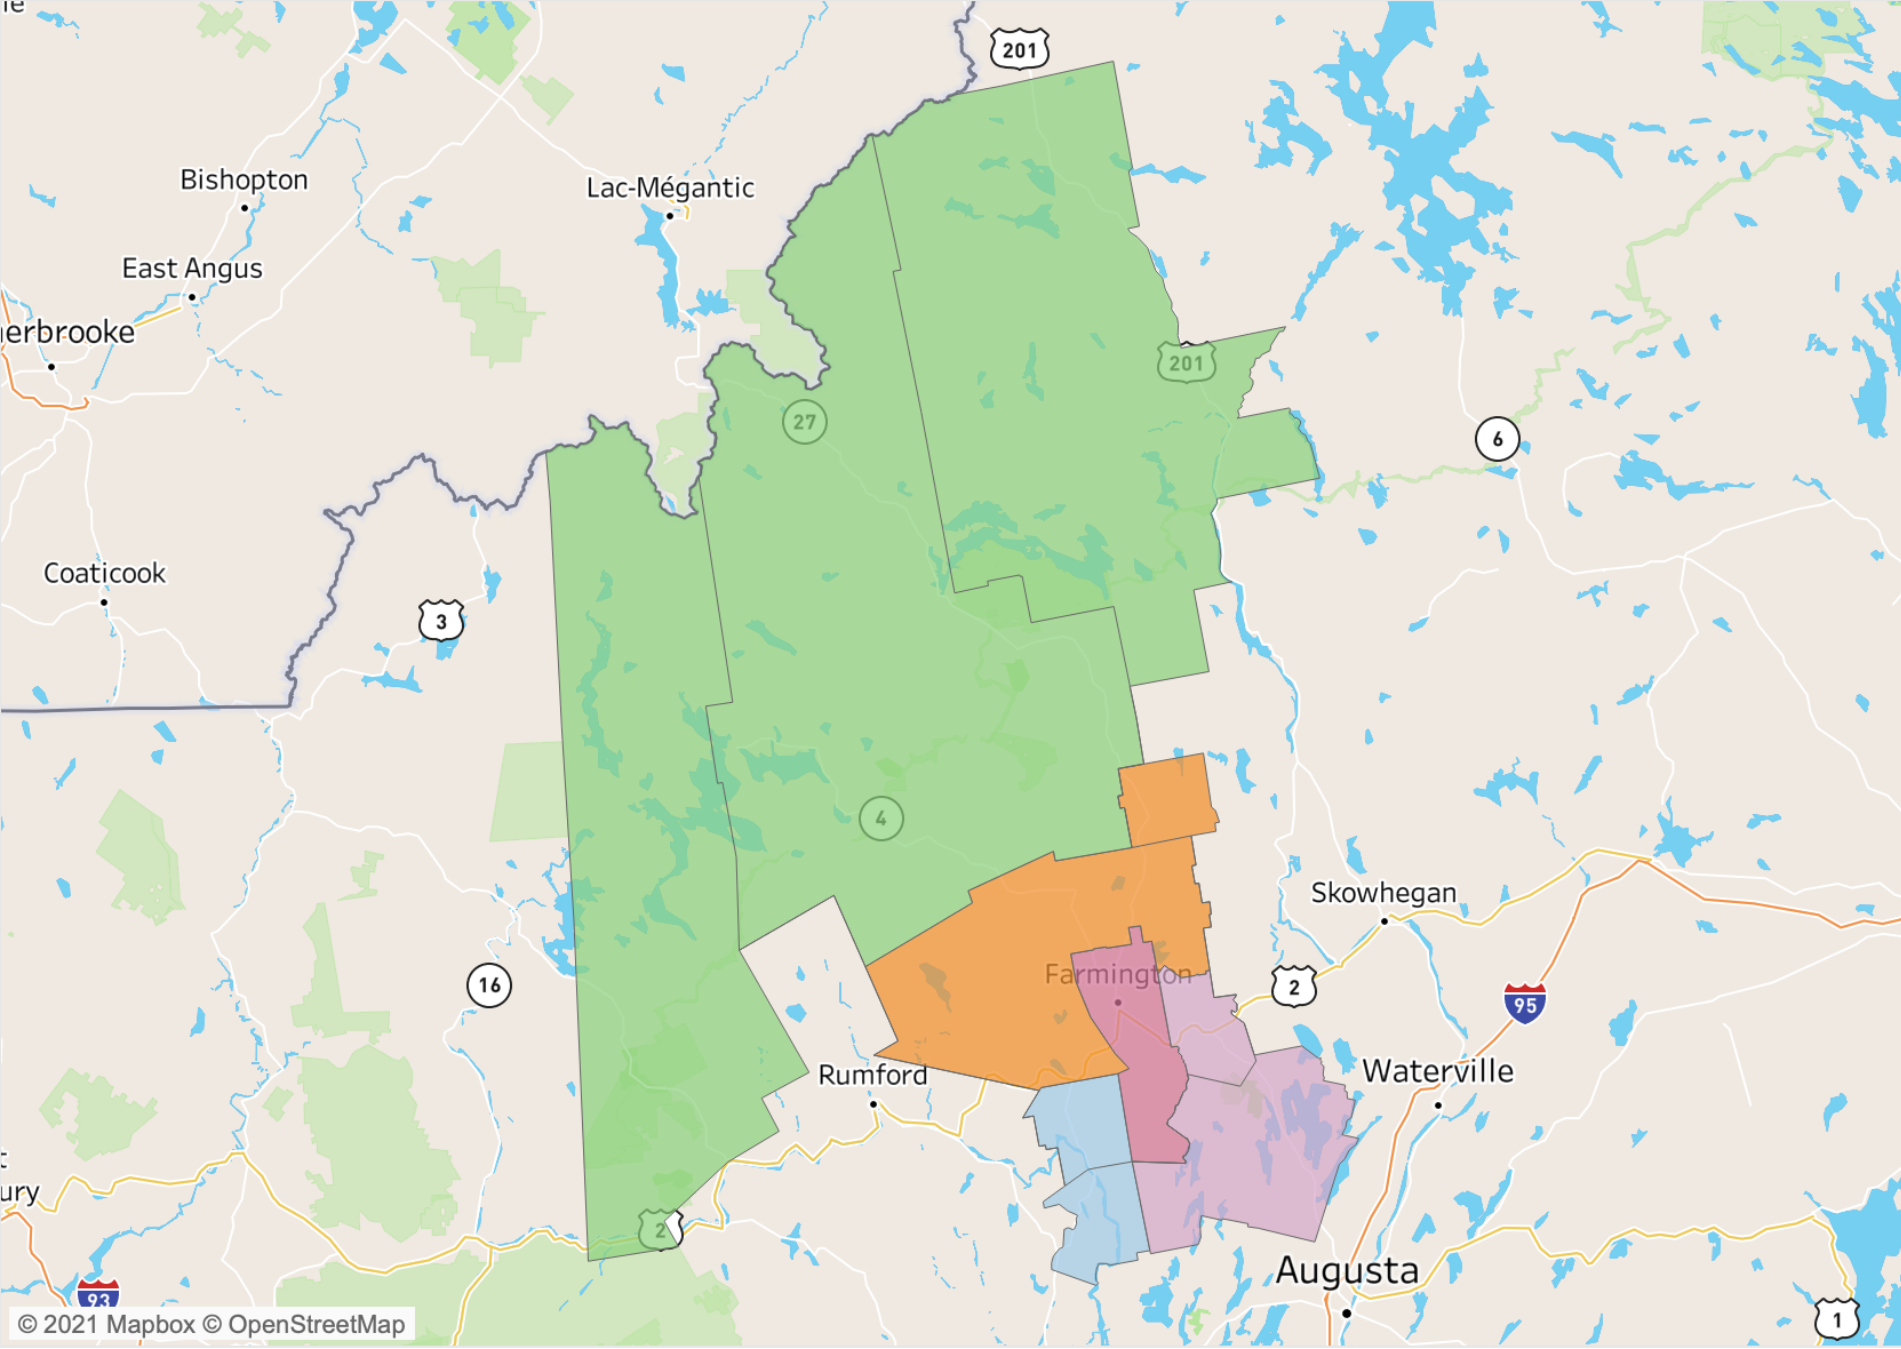 201
Bishopton
Lac-Mégantic
East Angus
erbrooke
201
27
6
Coaticook
3
4
Skowhegan
Farmington
16
2
95
Rumford
Waterville
ury
2
Augusta
93
1
© 2021 Mapbox © OpenStreetMap